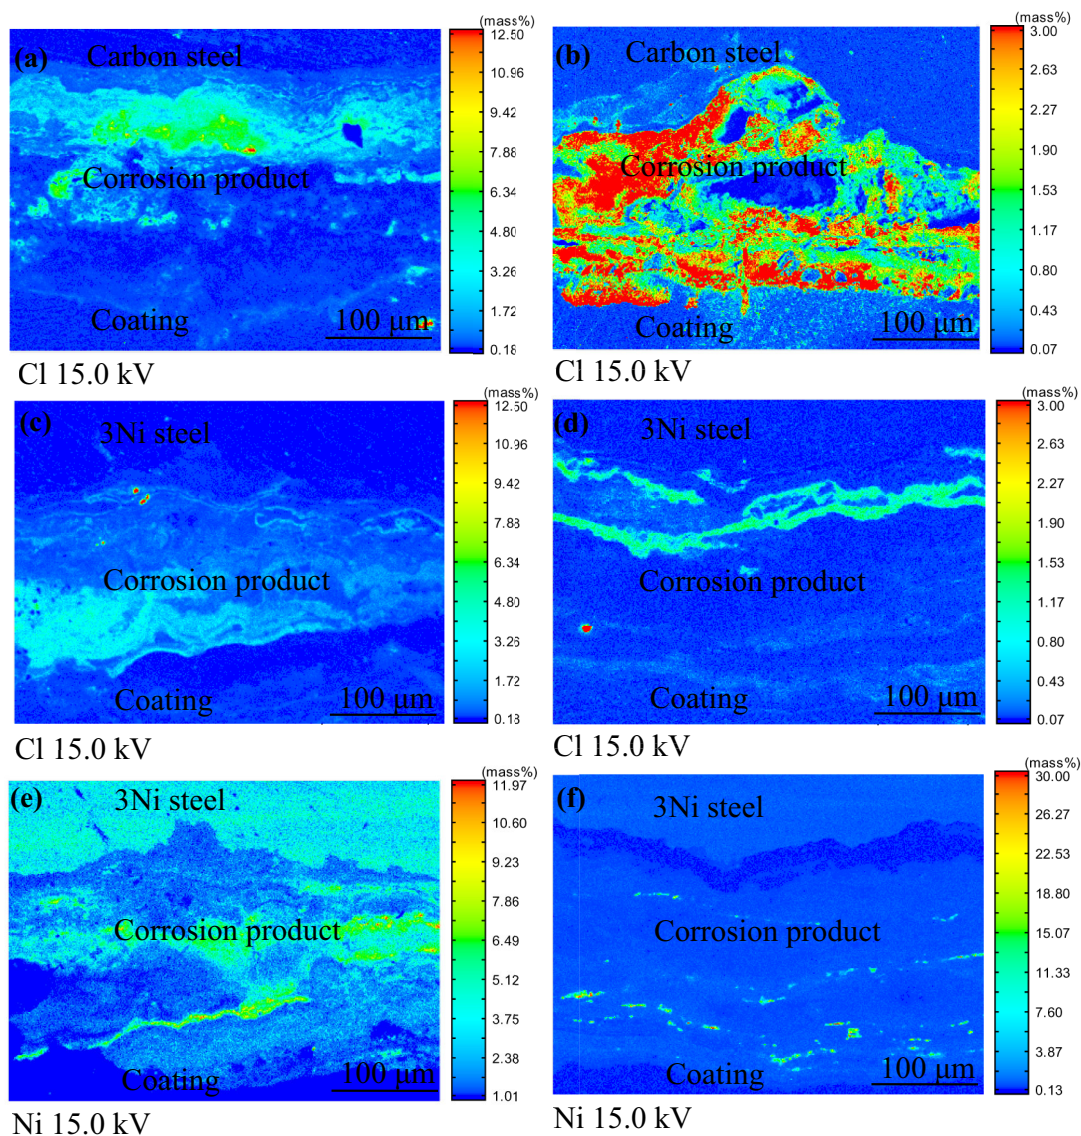 (mass%)
(a)
Carbon steel
Corrosion product
Coating
100 μm
12.50
10.96
9.42
7.86
6.34
4.80
3.26
1.72
0.18
Cl 15.0 kV
(mass%)
(b)
Carbon steel
Corrosion product
Coating
100 μm
3.00
2.63
2.27
1.90
1.53
1.17
0.80
0.43
0.07
Cl 15.0 kV
(mass%)
(c)
3Ni steel
Corrosion product
Coating
100 μm
12.50
10.96
9.42
7.83
6.34
4.80
3.25
1.72
0.13
Cl 15.0 kV
(mass%)
(d)
3Ni steel
Corrosion product
Coating
100 μm
3.00
2.63
2.27
1.90
1.53
1.17
0.80
0.43
0.07
Cl 15.0 kV
(mass%)
(e)
3Ni steel
Corrosion product
Coating
100 μm
11.97
10.60
9.23
7.86
6.49
5.12
3.75
2.38
1.01
Ni 15.0 kV
(mass%)
(f)
3Ni steel
Corrosion product
Coating
100 μm
30.00
26.27
22.53
18.80
15.07
11.33
7.60
3.87
0.13
Ni 15.0 kV